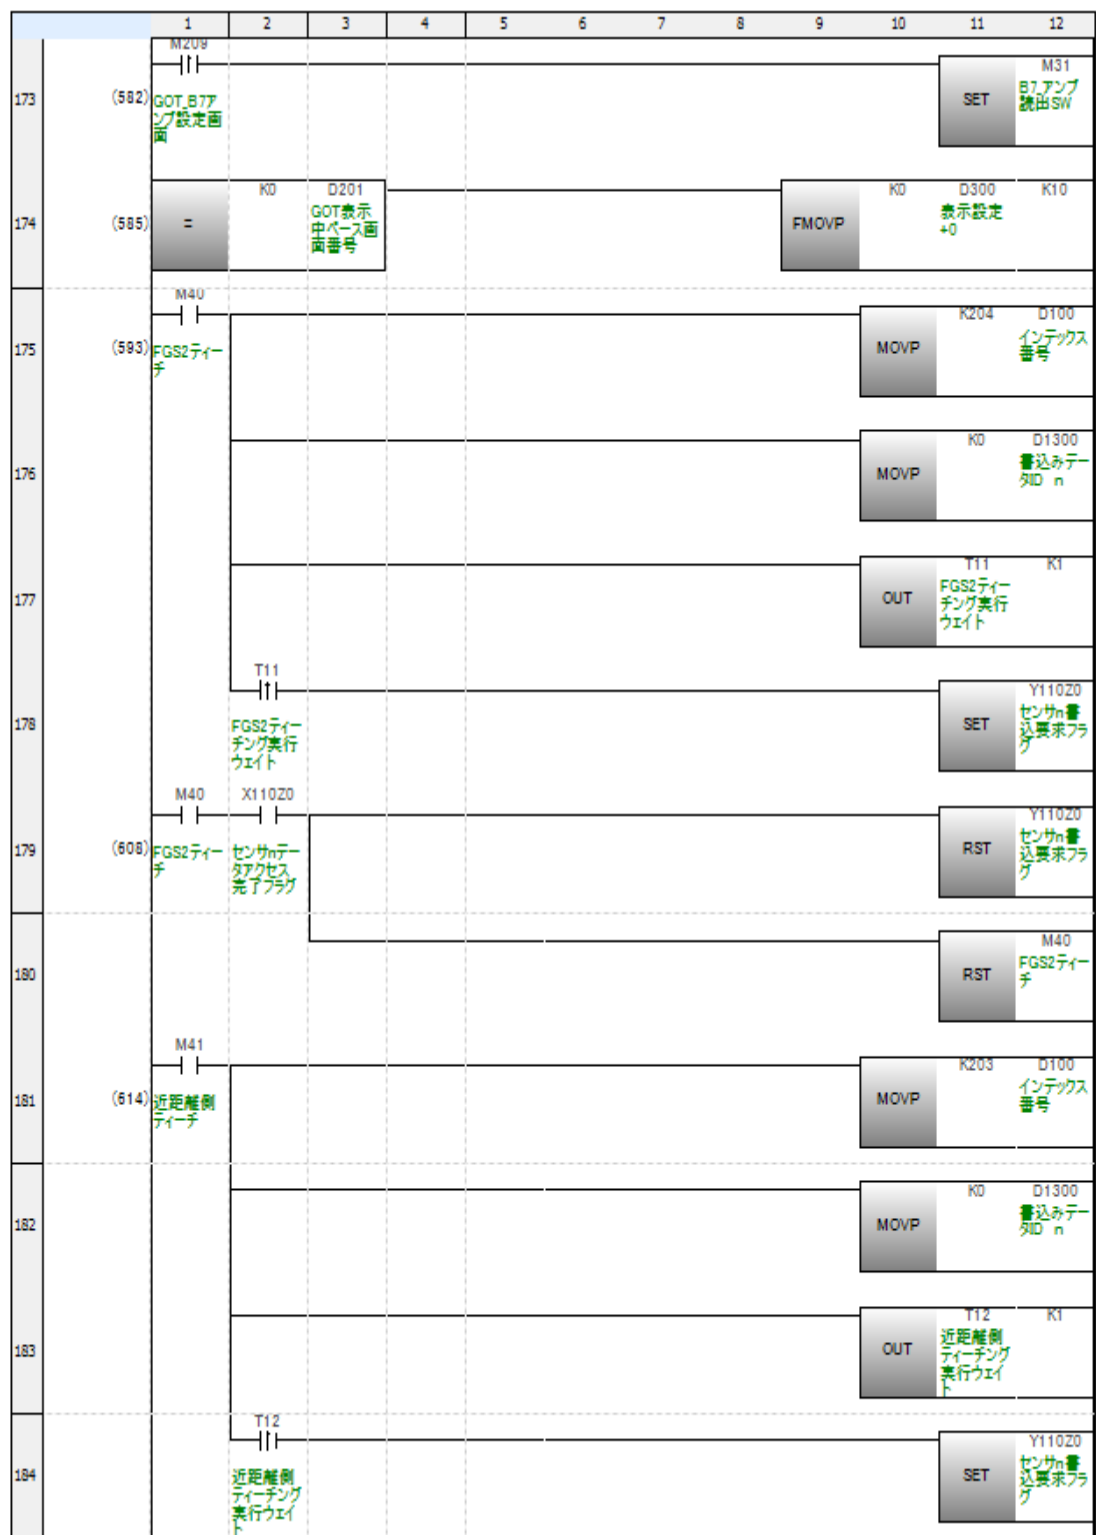 1 2 3 4 5 6 7 8 9 10 11 12
M209
M31
173
(582)
GOT_B7ア
ンプ設定画
面
SET
B7_アンプ
読出SW
K0 D201
K0 D300 K10
174
(585)
=
GOT表示
中ベース画
面番号
FMOVP
表示設定
+0
M40
K204 D100
175
(593)
FGS2ティー
チ
MOVP
インデックス
番号
K0 D1300
176
MOVP
書込みデー
タID n
T11 K1
177
OUT
FGS2ティー
チング実行
ウェイト
T11
Y110Z0
178
FGS2ティー
チング実行
ウェイト
SET
センサn書
込要求フラ
グ
M40 X110Z0
Y110Z0
179
(608)
FGS2ティー
チ
センサnデー
タアクセス
完了フラグ
RST
センサn書
込要求フラ
グ
M40
180
RST
FGS2ティー
チ
M41
K203 D100
181
(614)
近距離側
ティーチ
MOVP
インデックス
番号
K0 D1300
182
MOVP
書込みデー
タID n
T12 K1
183
OUT
近距離側
ティーチング
実行ウェイ
ト
T12
Y110Z0
184
近距離側
ティーチング
実行ウェイ
ト
SET
センサn書
込要求フラ
グ